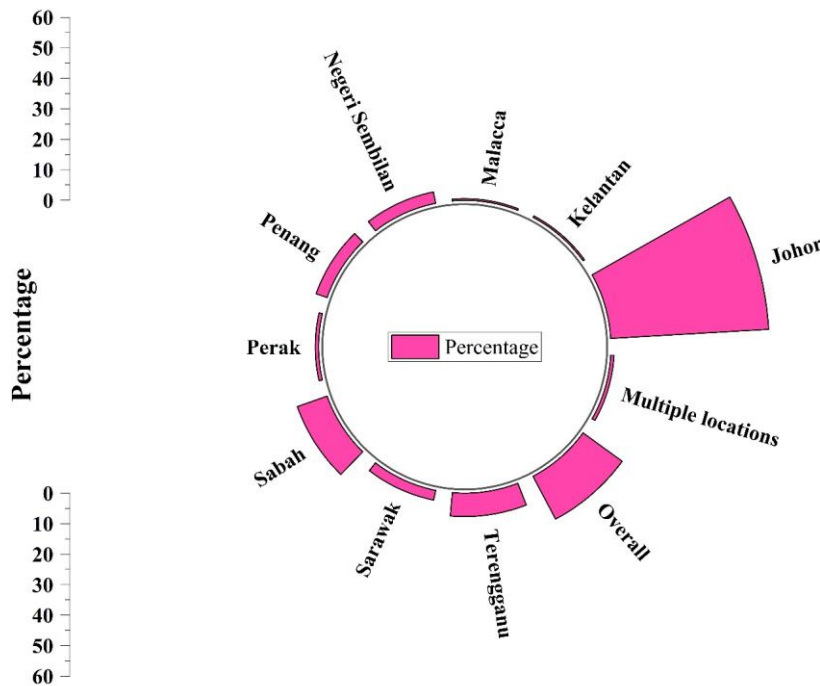 60
50
40
30
20
10
0
Percentage
0
10
20
30
40
50
60
Negeri Sembilan
Malacca
Kelantan
Johor
Penang
Perak
Percentage
Multiple locations
Sabah
Sarawak
Terengganu
Overall